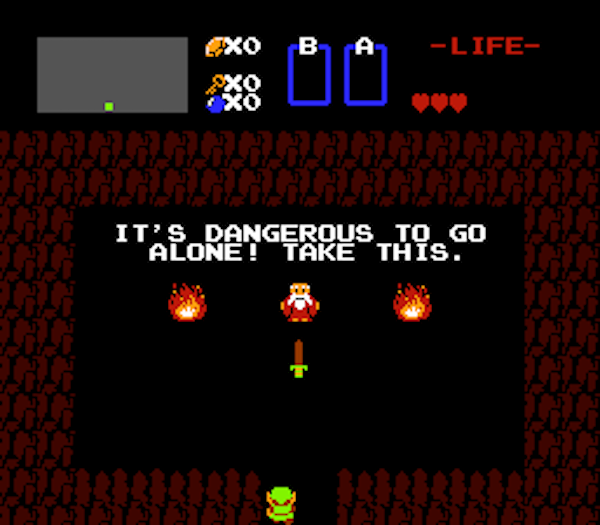 X0
B
A
-LIFE-
X0
X0
IT'S DANGEROUS TO GO
ALONE! TAKE THIS.